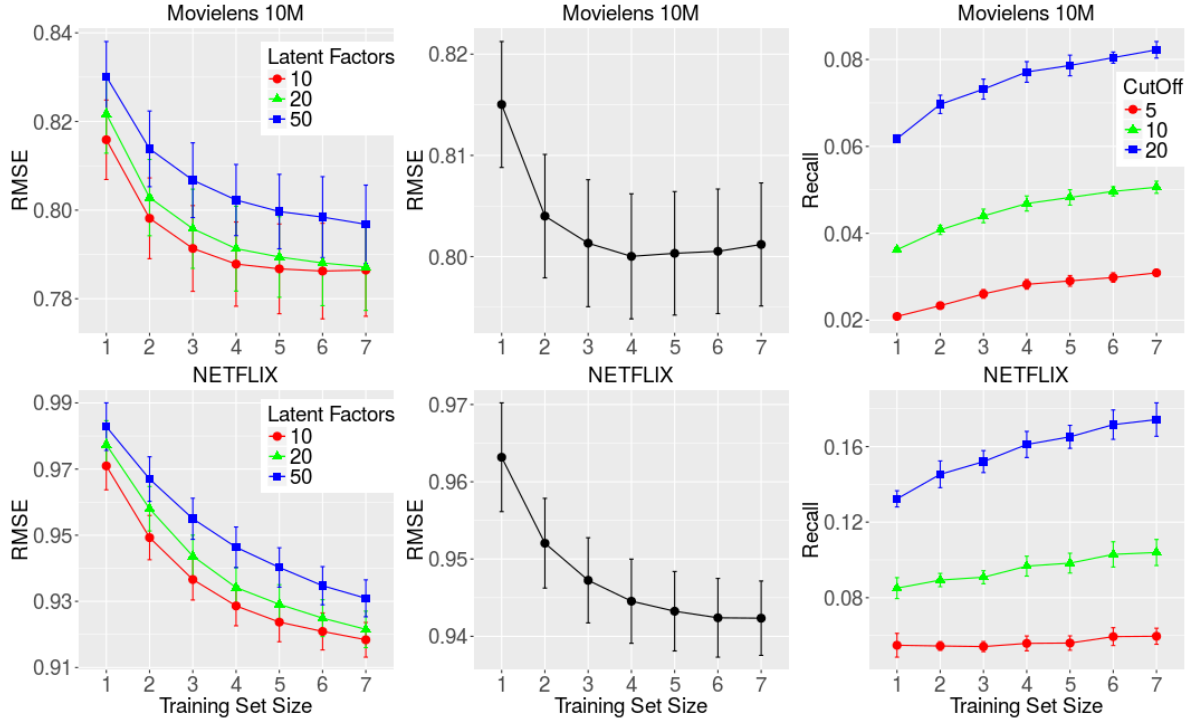 Movielens 10M
RMSE
0.84
0.82
0.80
0.78
Latent Factors
10
20
50
1 2 3 4 5 6 7
Movielens 10M
RMSE
0.82
0.81
0.80
1 2 3 4 5 6 7
Movielens 10M
Recall
0.08
0.06
0.04
0.02
CutOff
5
10
20
1 2 3 4 5 6 7
NETFLIX
RMSE
0.99
0.97
0.95
0.93
0.91
Latent Factors
10
20
50
1 2 3 4 5 6 7
Training Set Size
NETFLIX
RMSE
0.97
0.96
0.95
0.94
1 2 3 4 5 6 7
Training Set Size
NETFLIX
Recall
0.16
0.12
0.08
1 2 3 4 5 6 7
Training Set Size